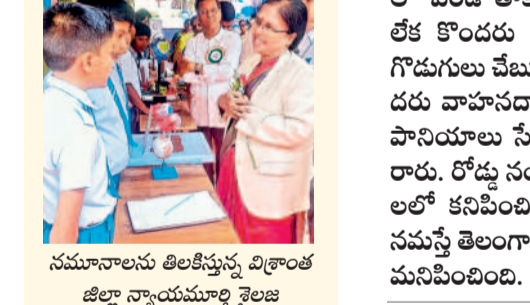 నమూనాలను తిలకిస్తున్న విశ్రాంత
జిల్లా న్యాయమూర్తి శైలజ
లేక కొందరు
గొడుగులు చేబు
దరు వాహనదా
పానియాలు సే
రారు. రోడ్డు నం
లలో కనిపించి
నమస్తే తెలంగా
మనిపించింది.